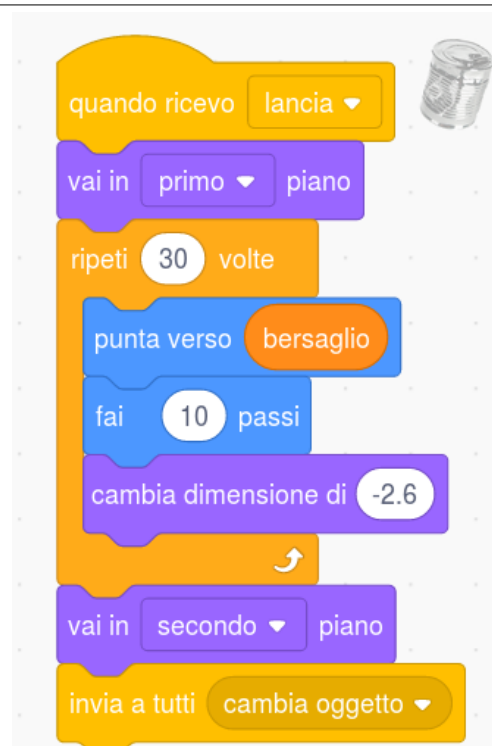 quando ricevo lancia
vai in primo piano
ripeti 30 volte
punta verso bersaglio
fai 10 passi
cambia dimensione di -2.6
vai in secondo piano
invia a tutti cambia oggetto